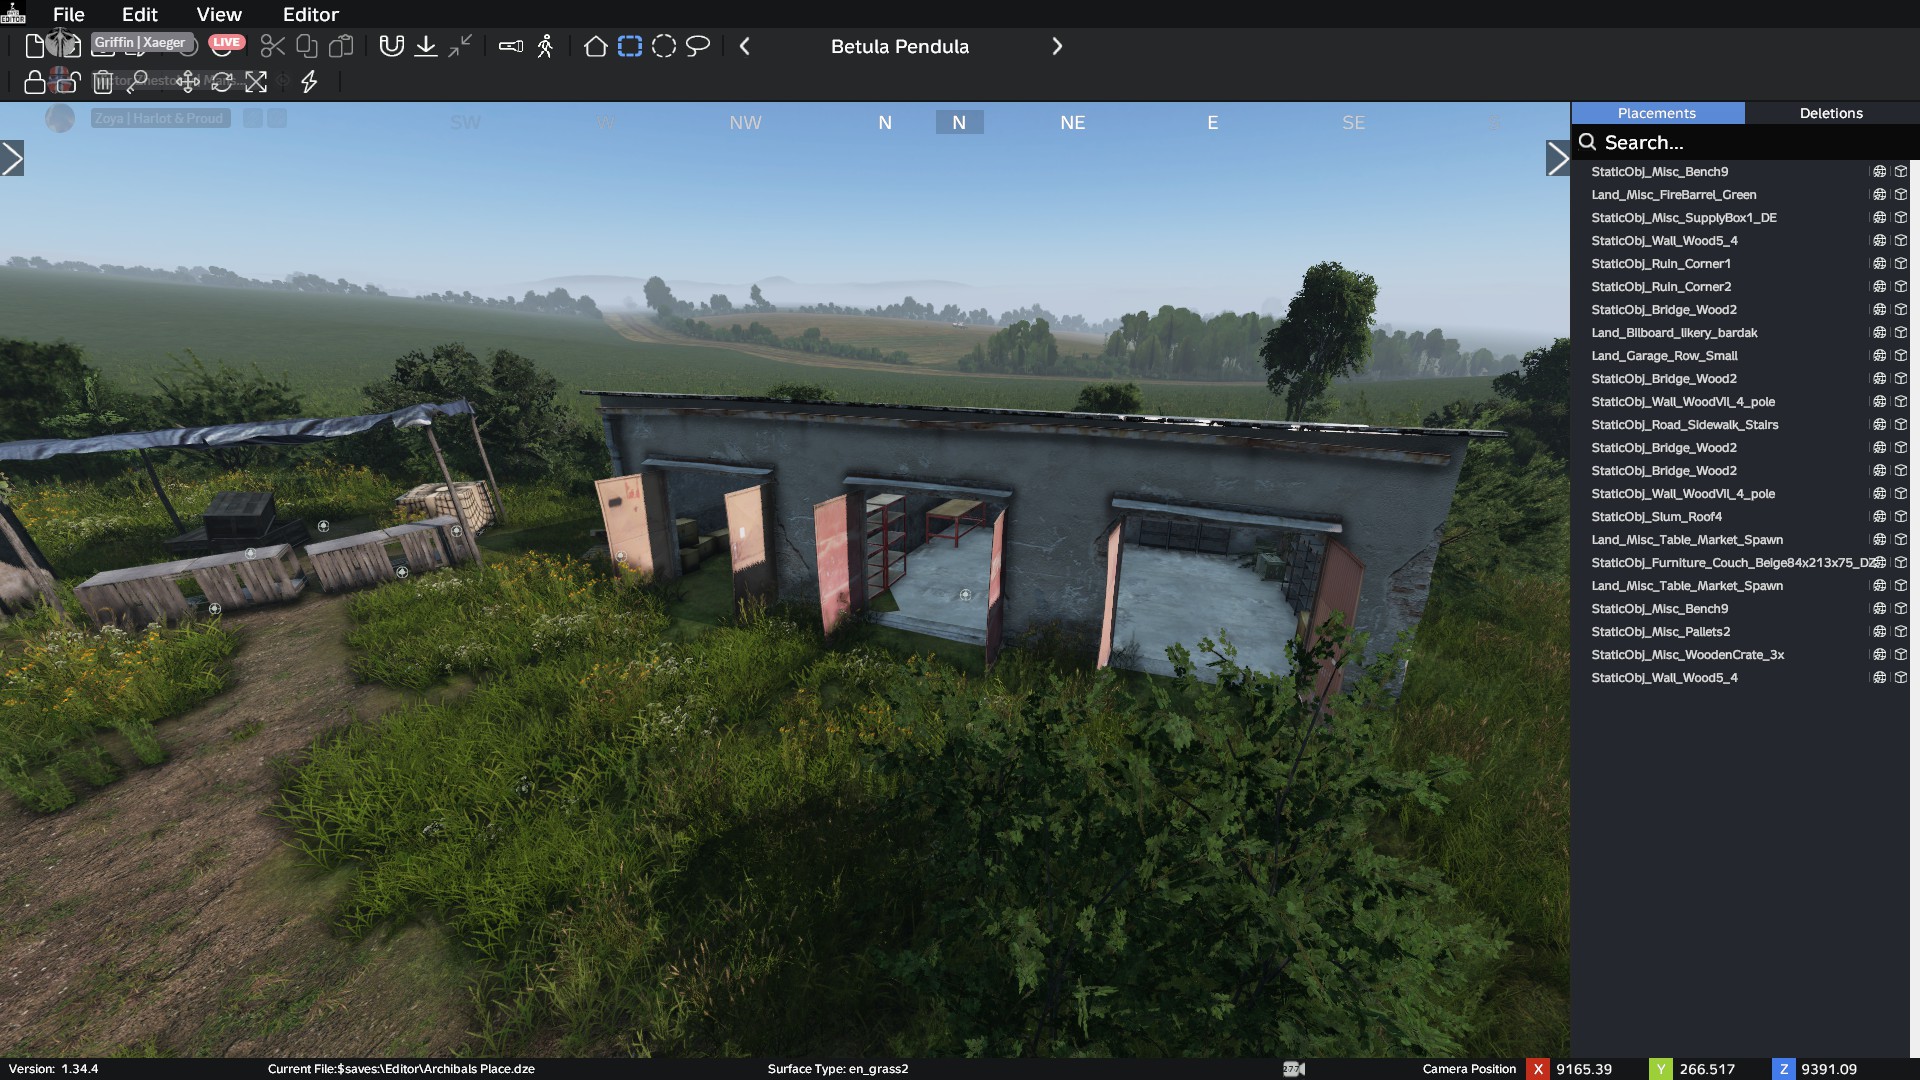 EDITOR
File Edit View Editor
Griffin | Xaeger LIVE
Betula Pendula
Zoya | Harlot & Proud
SW W NW N N NE E SE S
Placements Deletions
Search...
StaticObj_Misc_Bench9
Land_Misc_FireBarrel_Green
StaticObj_Misc_SupplyBox1_DE
StaticObj_Wall_Wood5_4
StaticObj_Ruin_Corner1
StaticObj_Ruin_Corner2
StaticObj_Bridge_Wood2
Land_Bilboard_likery_bardak
Land_Garage_Row_Small
StaticObj_Bridge_Wood2
StaticObj_Wall_WoodVil_4_pole
StaticObj_Road_Sidewalk_Stairs
StaticObj_Bridge_Wood2
StaticObj_Bridge_Wood2
StaticObj_Wall_WoodVil_4_pole
StaticObj_Slum_Roof4
Land_Misc_Table_Market_Spawn
StaticObj_Furniture_Couch_Beige84x213x75_DZ
Land_Misc_Table_Market_Spawn
StaticObj_Misc_Bench9
StaticObj_Misc_Pallets2
StaticObj_Misc_WoodenCrate_3x
StaticObj_Wall_Wood5_4
Version: 1.34.4 Current File:$saves:\Editor\Archibals Place.dze Surface Type: en_grass2 277 Camera Position X 9165.39 Y 266.517 Z 9391.09